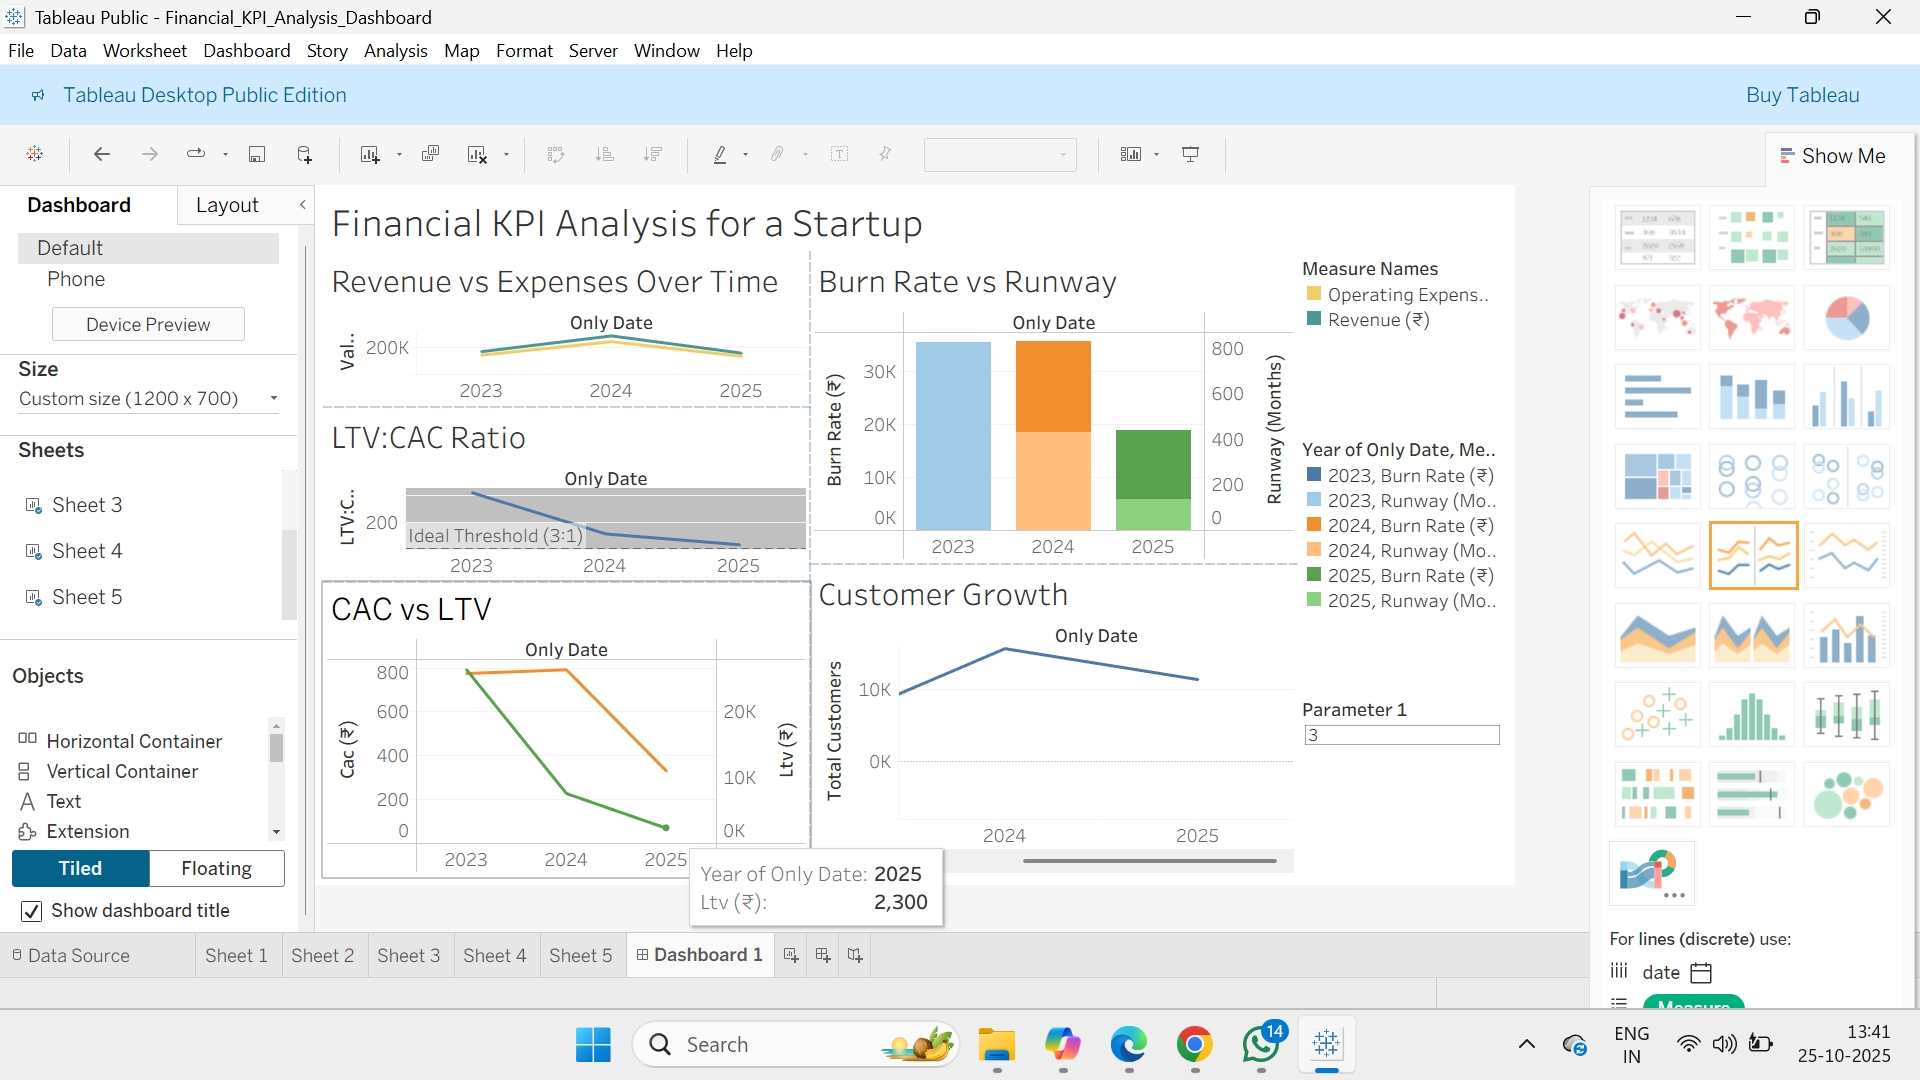 Tableau Public - Financial_KPI_Analysis_Dashboard
File Data Worksheet Dashboard Story Analysis Map Format Server Window Help
Tableau Desktop Public Edition
Buy Tableau
Show Me
Dashboard
Layout
Default
Phone
Device Preview
Size
Custom size (1200 x 700)
Sheets
Sheet 3
Sheet 4
Sheet 5
Objects
Horizontal Container
Vertical Container
Text
Extension
Tiled
Floating
Show dashboard title
Financial KPI Analysis for a Startup
Revenue vs Expenses Over Time
Only Date
Val..
200K
2023 2024 2025
LTV:CAC Ratio
Only Date
LTV:C..
200
Ideal Threshold (3:1)
2023 2024 2025
CAC vs LTV
Only Date
Cac (₹)
800
600
400
200
0
20K
10K
0K
Ltv (₹)
2023 2024 2025
Year of Only Date: 2025
Ltv (₹): 2,300
Burn Rate vs Runway
Only Date
Burn Rate (₹)
30K
20K
10K
0K
800
600
400
200
0
Runway (Months)
2023 2024 2025
Customer Growth
Only Date
Total Customers
10K
0K
2024 2025
Measure Names
Operating Expens..
Revenue (₹)
Year of Only Date, Me..
2023, Burn Rate (₹)
2023, Runway (Mo..
2024, Burn Rate (₹)
2024, Runway (Mo..
2025, Burn Rate (₹)
2025, Runway (Mo..
Parameter 1
3
For lines (discrete) use:
date
Measure
Data Source
Sheet 1
Sheet 2
Sheet 3
Sheet 4
Sheet 5
Dashboard 1
Search
14
ENG
IN
13:41
25-10-2025